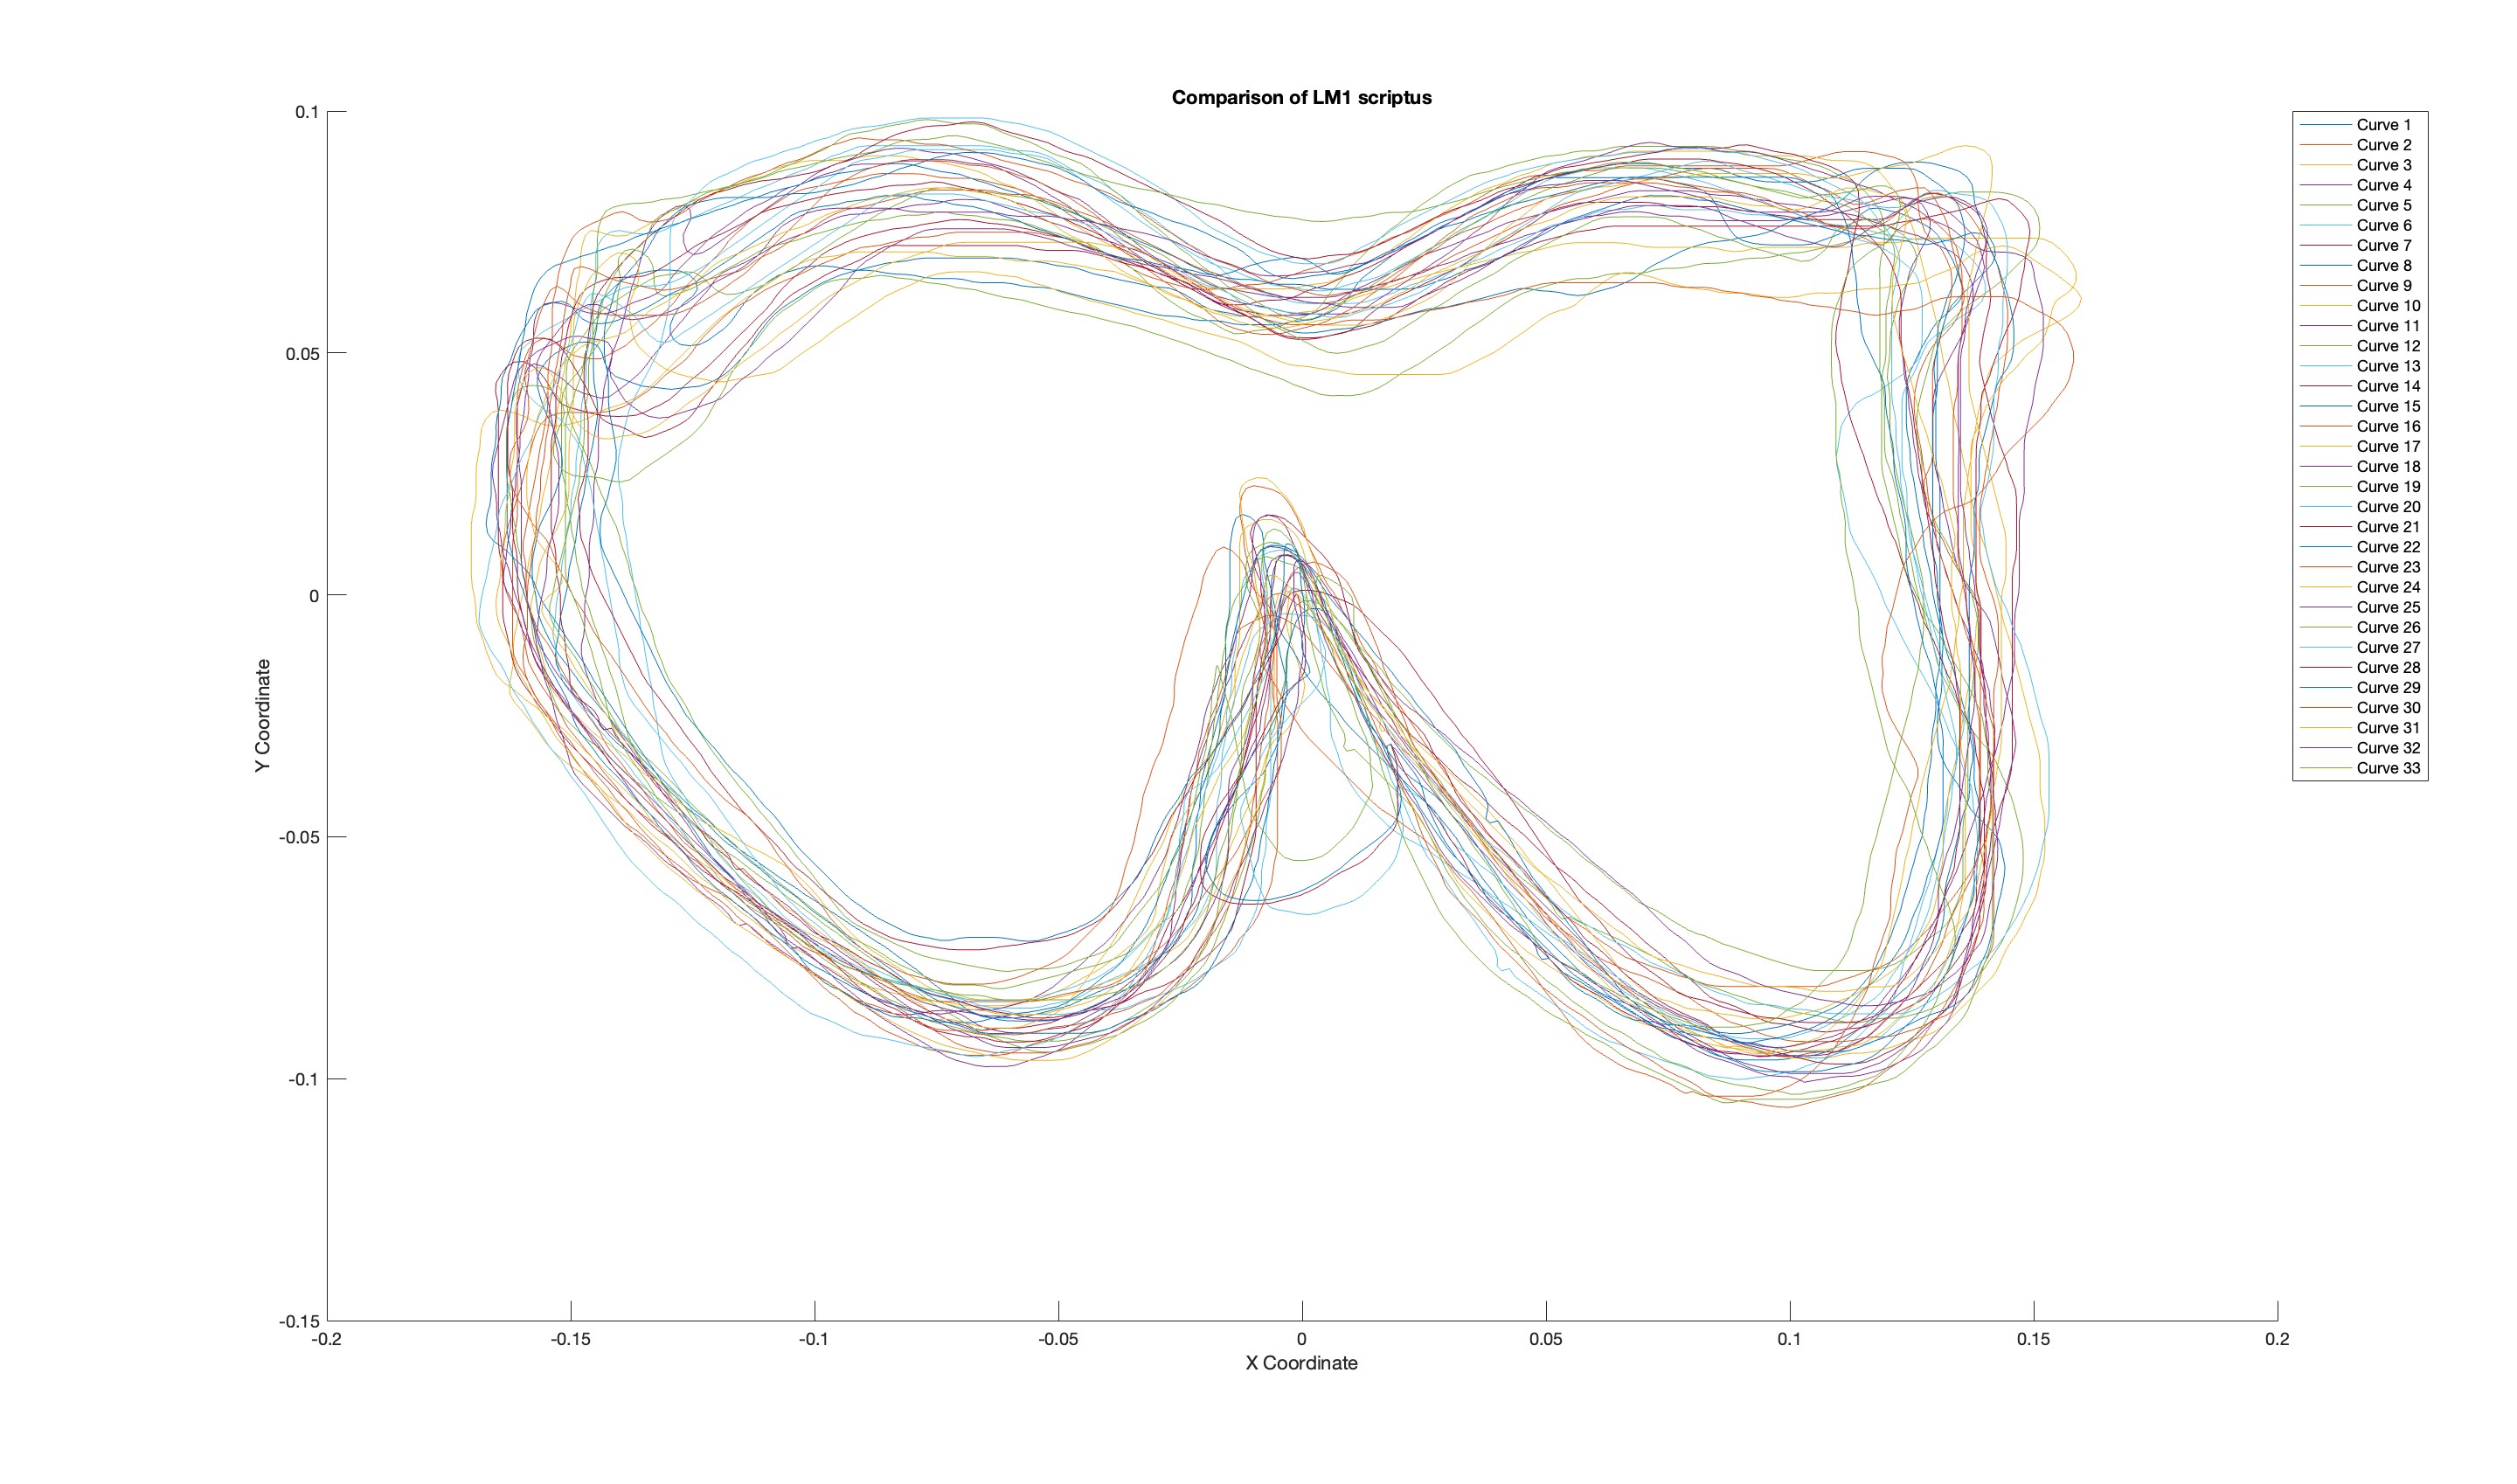 Comparison of LM1 scriptus
0.1
0.05
0
-0.05
-0.1
-0.15
Y Coordinate
-0.2
-0.15
-0.1
-0.05
0
0.05
0.1
0.15
0.2
X Coordinate
Curve 1
Curve 2
Curve 3
Curve 4
Curve 5
Curve 6
Curve 7
Curve 8
Curve 9
Curve 10
Curve 11
Curve 12
Curve 13
Curve 14
Curve 15
Curve 16
Curve 17
Curve 18
Curve 19
Curve 20
Curve 21
Curve 22
Curve 23
Curve 24
Curve 25
Curve 26
Curve 27
Curve 28
Curve 29
Curve 30
Curve 31
Curve 32
Curve 33